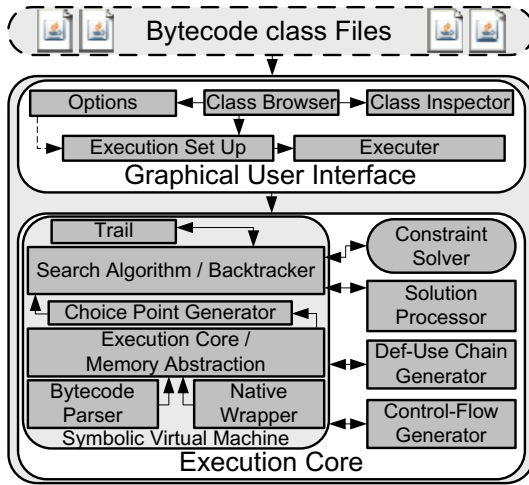 Bytecode class Files
Options
Class Browser
Class Inspector
Execution Set Up
Executer
Graphical User Interface
Trail
Search Algorithm / Backtracker
Choice Point Generator
Execution Core /
Memory Abstraction
Bytecode
Parser
Native
Wrapper
Symbolic Virtual Machine
Constraint
Solver
Solution
Processor
Def-Use Chain
Generator
Control-Flow
Generator
Execution Core